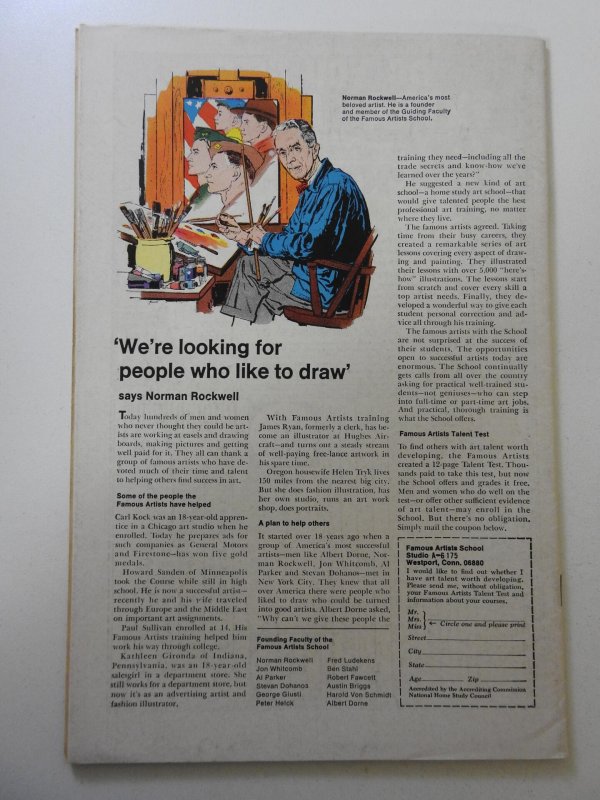 Norman Rockwell—America's most
beloved artist. He is a founder
and member of the Guiding Faculty
of the Famous Artists School.
'We're looking for
people who like to draw'
says Norman Rockwell
Today hundreds of men and women
who never thought they could be art-
ists are working at easels and drawing
boards, making pictures and getting
well paid for it. They all can thank a
group of famous artists who have de-
voted much of their time and talent
to helping others find success in art.
Some of the people the
Famous Artists have helped
Carl Kock was an 18-year-old appren-
tice in a Chicago art studio when he
enrolled. Today he prepares ads for
such companies as General Motors
and Firestone—has won five gold
medals.
Howard Sanden of Minneapolis
took the Course while still in high
school. He is now a successful artist—
recently he and his wife traveled
through Europe and the Middle East
on important art assignments.
Paul Sullivan enrolled at 14. His
Famous Artists training helped him
work his way through college.
Kathleen Gironda of Indiana,
Pennsylvania, was an 18-year-old
salesgirl in a department store. She
still works for a department store, but
now it's as an advertising artist and
fashion illustrator.
With Famous Artists training
James Ryan, formerly a clerk, has be-
come an illustrator at Hughes Air-
craft—and turns out a steady stream
of well-paying free-lance artwork in
his spare time.
Oregon housewife Helen Tryk lives
150 miles from the nearest big city.
But she does fashion illustration, has
her own studio, runs an art work
shop, does portraits.
A plan to help others
It started over 18 years ago when a
group of America's most successful
artists—men like Albert Dorne, Nor-
man Rockwell, Jon Whitcomb, Al
Parker and Stevan Dohanos—met in
New York City. They knew that all
over America there were people who
liked to draw who could be turned
into good artists. Albert Dorne asked,
"Why can't we give these people the
Founding Faculty of the
Famous Artists School
Norman Rockwell
Jon Whitcomb
Al Parker
Stevan Dohanos
George Giusti
Peter Helck
Fred Ludekens
Ben Stahl
Robert Fawcett
Austin Briggs
Harold Von Schmidt
Albert Dorne
training they need—including all the
trade secrets and know-how we've
learned over the years?"
He suggested a new kind of art
school—a home study art school—that
would give talented people the best
professional art training, no matter
where they live.
The famous artists agreed. Taking
time from their busy careers, they
created a remarkable series of art
lessons covering every aspect of draw-
ing and painting. They illustrated
their lessons with over 5,000 "here's-
how" illustrations. The lessons start
from scratch and cover every skill a
top artist needs. Finally, they de-
veloped a wonderful way to give each
student personal correction and ad-
vice all through his training.
The famous artists with the School
are not surprised at the success of
their students. The opportunities
open to successful artists today are
enormous. The School continually
gets calls from all over the country
asking for practical well-trained stu-
dents—not geniuses—who can step
into full-time or part-time art jobs.
And practical, thorough training is
what the School offers.
Famous Artists Talent Test
To find others with art talent worth
developing, the Famous Artists
created a 12-page Talent Test. Thou-
sands paid to take this test, but now
the School offers and grades it free.
Men and women who do well on the
test—or offer other sufficient evidence
of art talent—may enroll in the
School. But there's no obligation.
Simply mail the coupon below.
Famous Artists School
Studio A-6175
Westport, Conn. 06880
I would like to find out whether I
have art talent worth developing.
Please send me, without obligation,
your Famous Artists Talent Test and
information about your courses.
Mr.
Mrs.
Miss
Circle one and please print
Street
City
State
Age Zip
Accredited by the Accrediting Commission
National Home Study Council